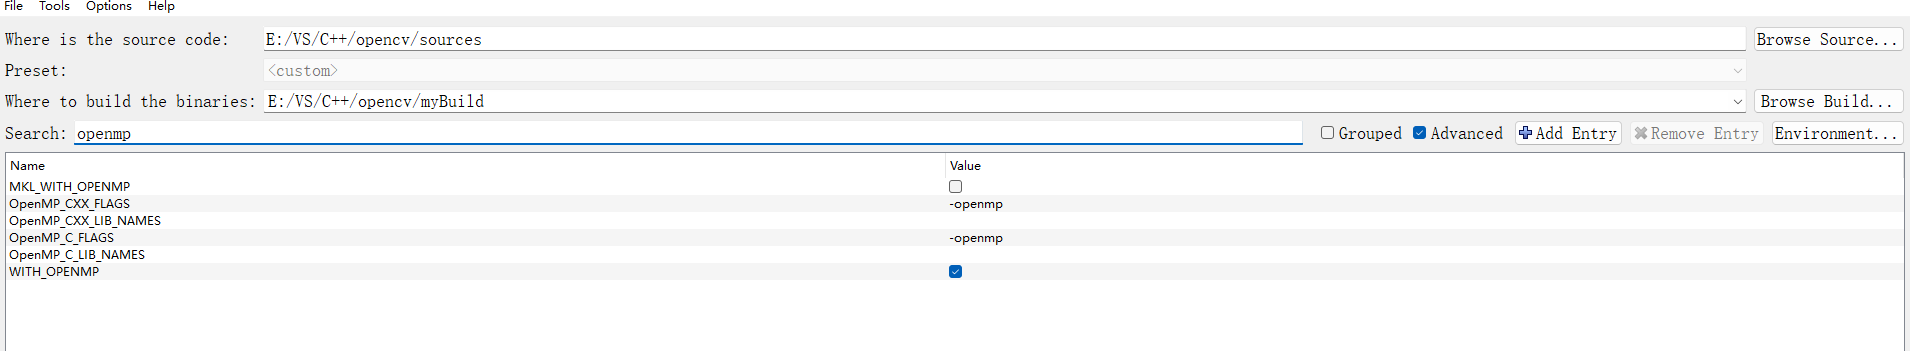 File Tools Options Help
Where is the source code: E:/VS/C++/opencv/sources Browse Source...
Preset: <custom>
Where to build the binaries: E:/VS/C++/opencv/myBuild Browse Build...
Search: openmp Grouped Advanced Add Entry Remove Entry Environment...
Name Value
MKL_WITH_OPENMP
OpenMP_CXX_FLAGS -openmp
OpenMP_CXX_LIB_NAMES
OpenMP_C_FLAGS -openmp
OpenMP_C_LIB_NAMES
WITH_OPENMP